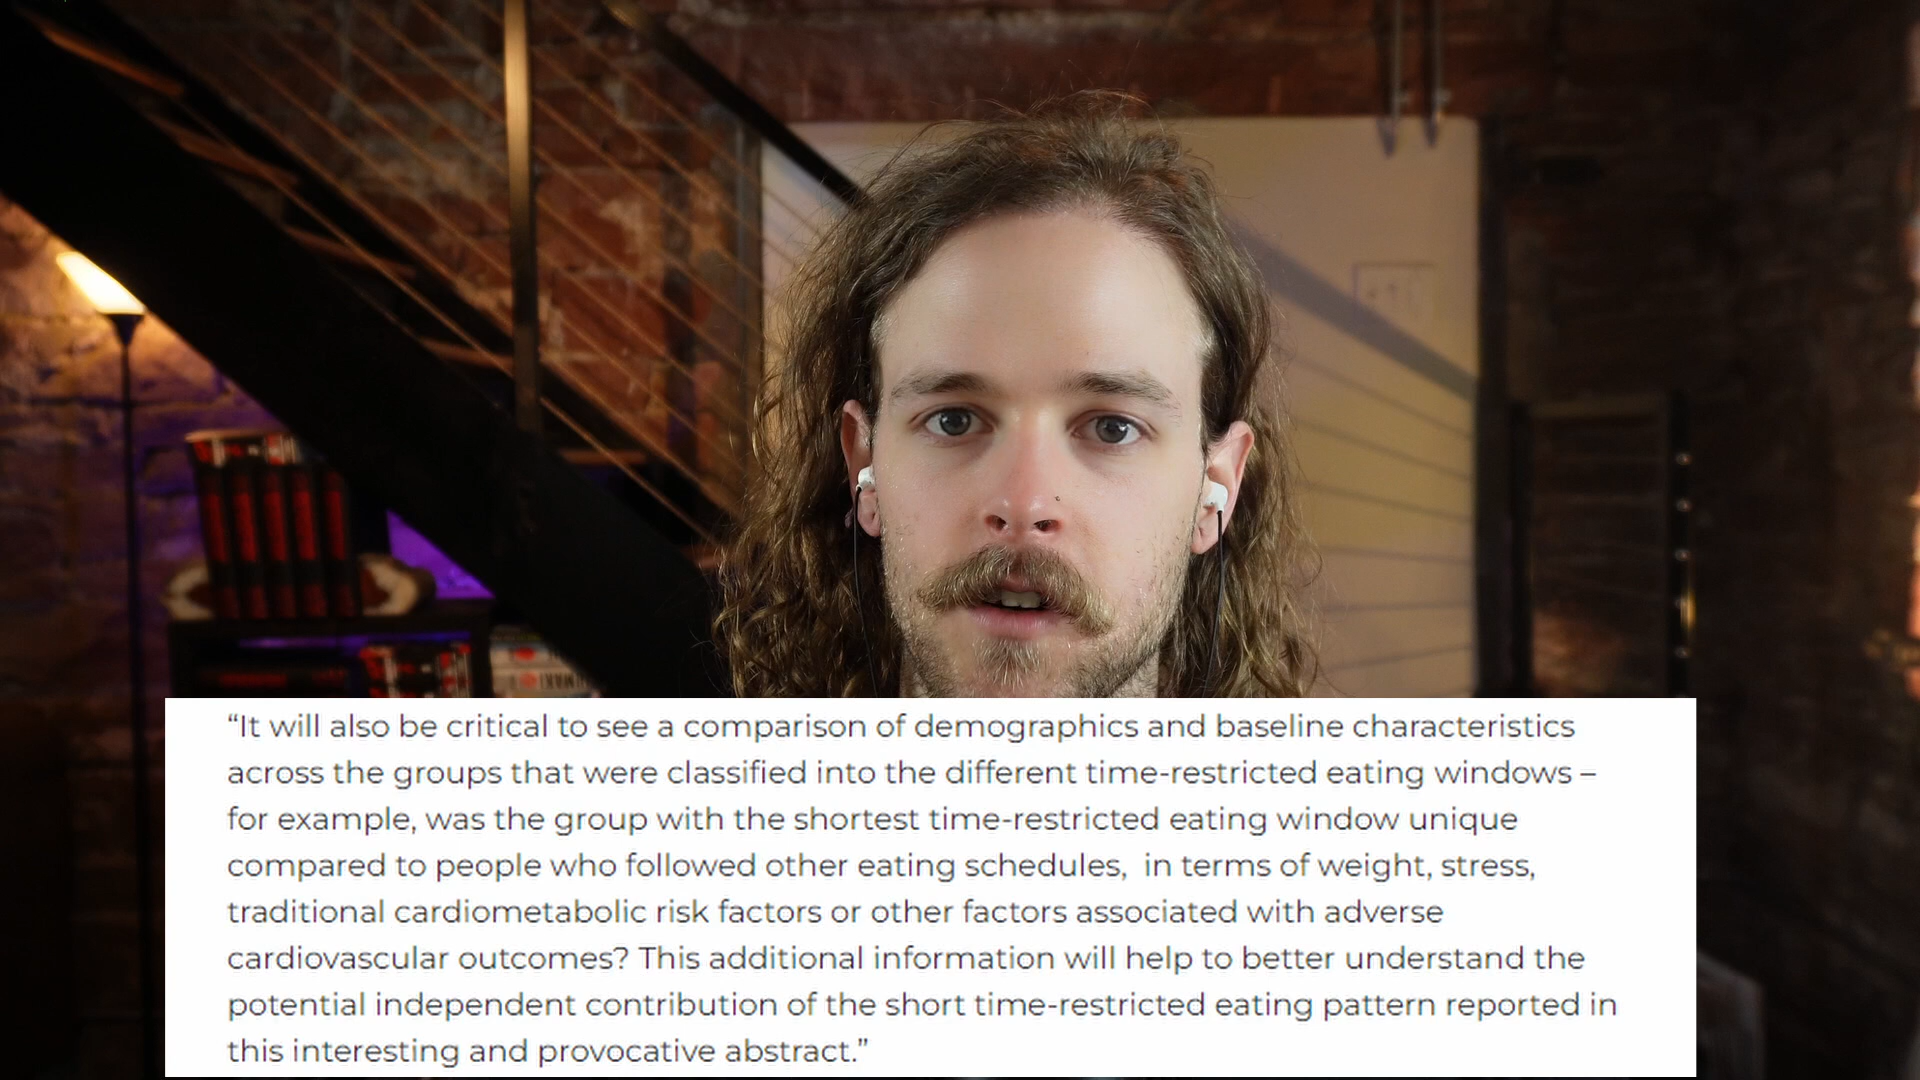 “It will also be critical to see a comparison of demographics and baseline characteristics
across the groups that were classified into the different time-restricted eating windows –
for example, was the group with the shortest time-restricted eating window unique
compared to people who followed other eating schedules,  in terms of weight, stress,
traditional cardiometabolic risk factors or other factors associated with adverse
cardiovascular outcomes? This additional information will help to better understand the
potential independent contribution of the short time-restricted eating pattern reported in
this interesting and provocative abstract.”